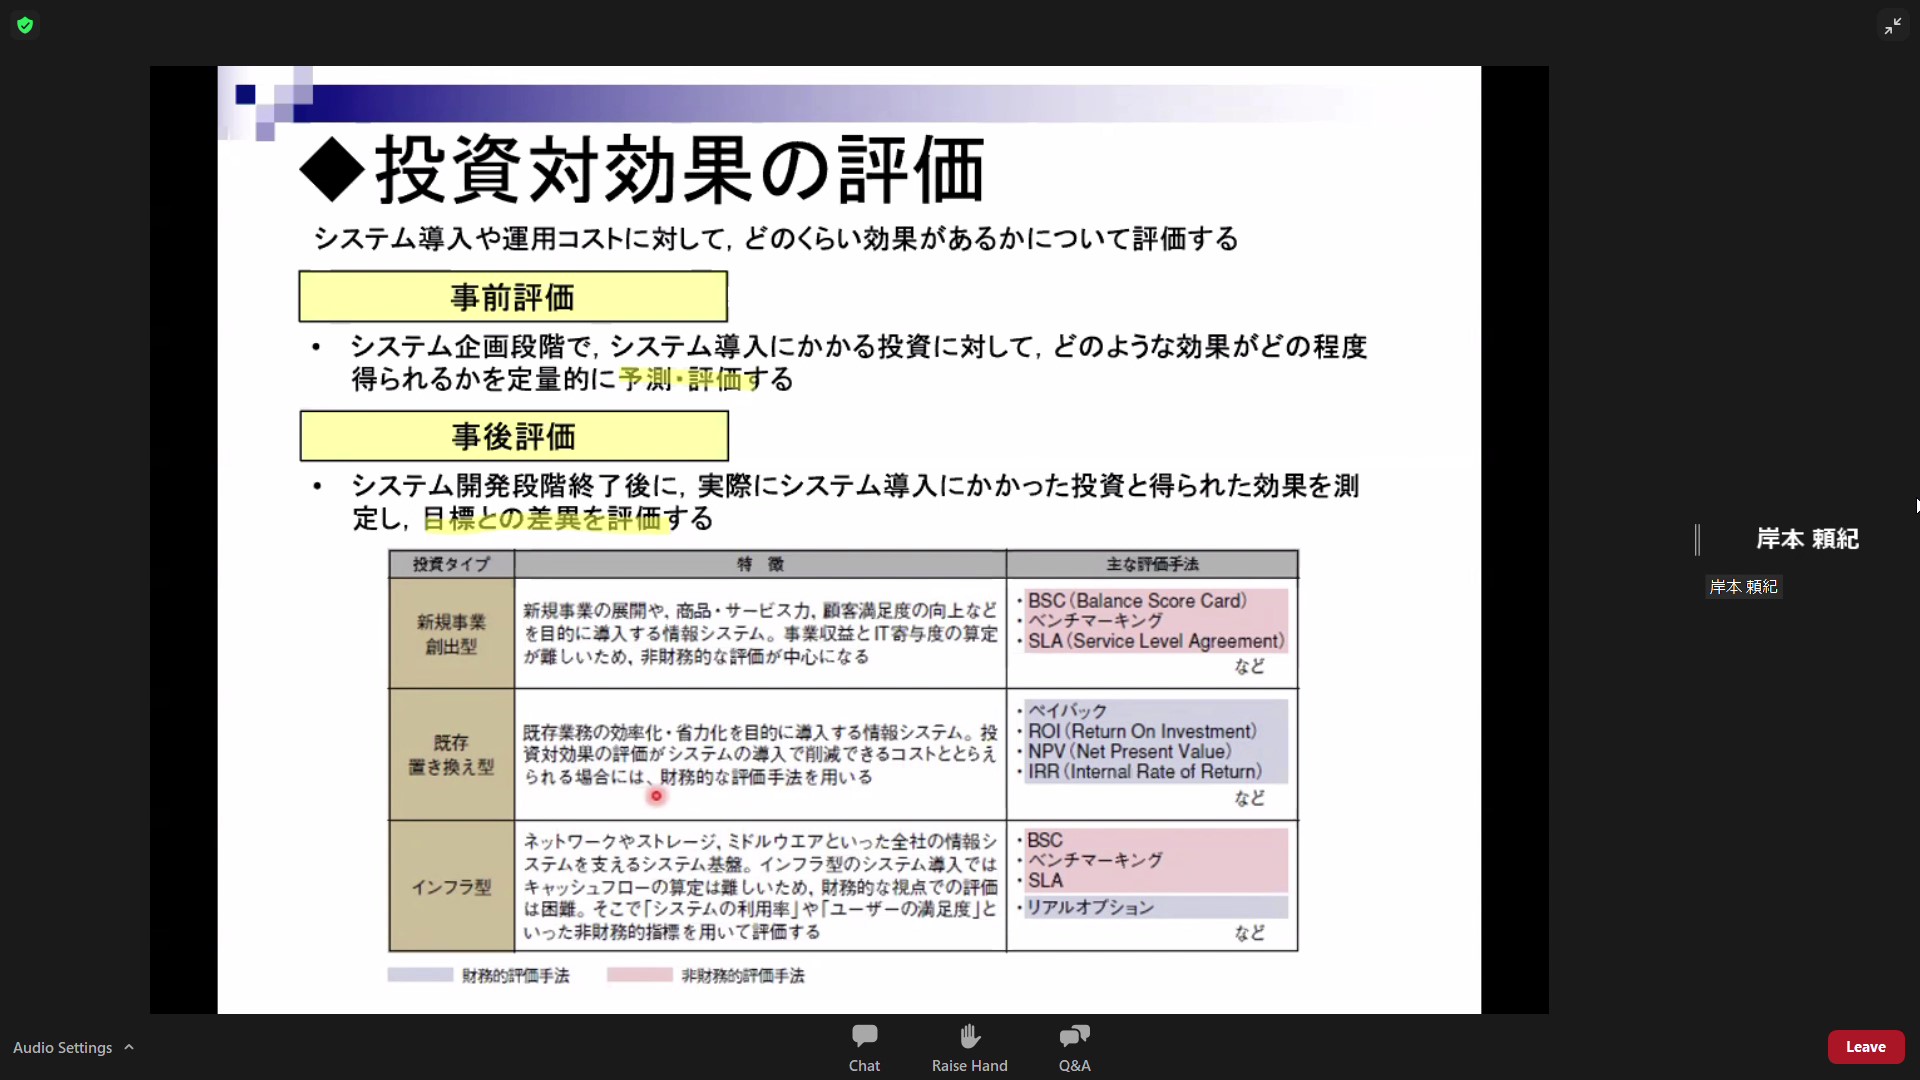 ◆投資対効果の評価
システム導入や運用コストに対して，どのくらい効果があるかについて評価する
事前評価
• システム企画段階で，システム導入にかかる投資に対して，どのような効果がどの程度
得られるかを定量的に予測・評価する
事後評価
• システム開発段階終了後に，実際にシステム導入にかかった投資と得られた効果を測
定し，目標との差異を評価する
投資タイプ
特　徴
主な評価手法
新規事業
創出型
新規事業の展開や，商品・サービス力，顧客満足度の向上など
を目的に導入する情報システム。事業収益とIT寄与度の算定
が難しいため，非財務的な評価が中心になる
・BSC（Balance Score Card）
・ベンチマーキング
・SLA（Service Level Agreement）
など
既存
置き換え型
既存業務の効率化・省力化を目的に導入する情報システム。投
資対効果の評価がシステムの導入で削減できるコストととらえ
られる場合には、財務的な評価手法を用いる
・ペイバック
・ROI（Return On Investment）
・NPV（Net Present Value）
・IRR（Internal Rate of Return）
など
インフラ型
ネットワークやストレージ，ミドルウエアといった全社の情報シ
ステムを支えるシステム基盤。インフラ型のシステム導入では
キャッシュフローの算定は難しいため，財務的な視点での評価
は困難。そこで「システムの利用率」や「ユーザーの満足度」と
いった非財務的指標を用いて評価する
・BSC
・ベンチマーキング
・SLA
・リアルオプション
など
財務的評価手法
非財務的評価手法
岸本 頼紀
岸本 頼紀
Audio Settings
Chat
Raise Hand
Q&A
Leave